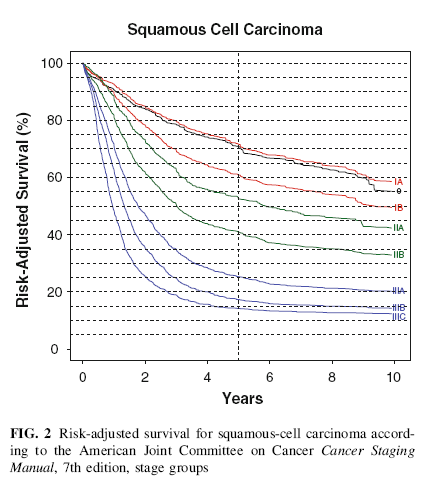 Squamous Cell Carcinoma
Risk-Adjusted Survival (%)
100
80
60
40
20
0
IA
0
IB
IIA
IIB
IIIA
IIIB
IIIC
0 2 4 6 8 10
Years
FIG. 2 Risk-adjusted survival for squamous-cell carcinoma accord-
ing to the American Joint Committee on Cancer Cancer Staging
Manual, 7th edition, stage groups